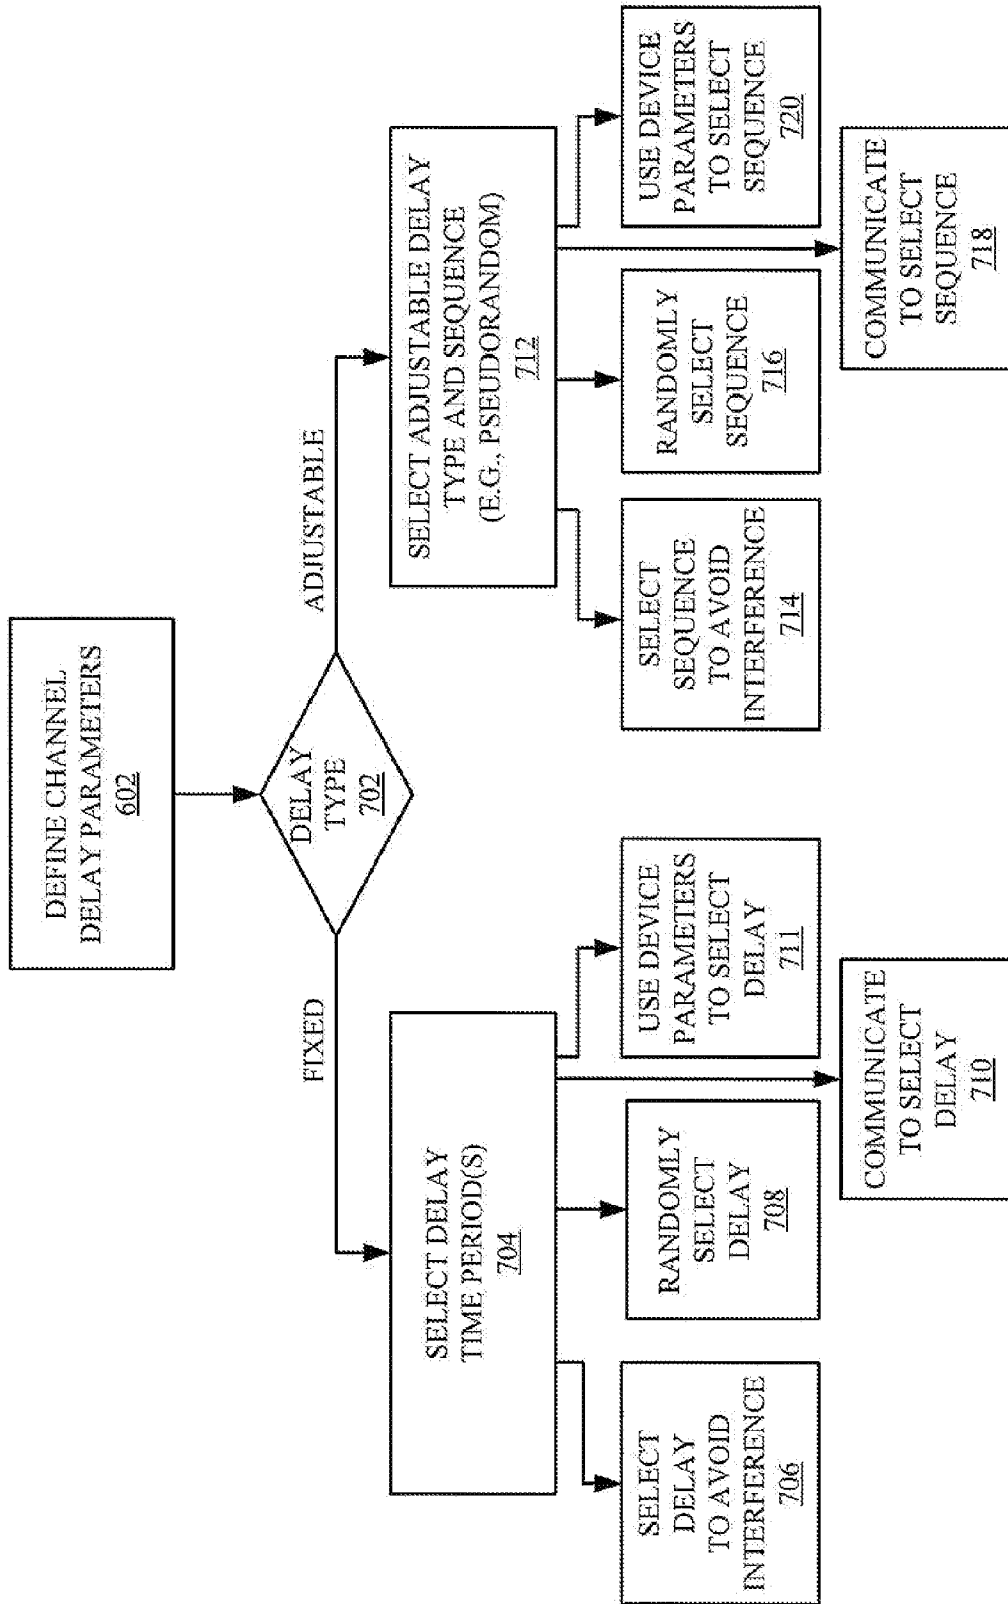 DEFINE CHANNEL
DELAY PARAMETERS
602
DELAY
TYPE
702
FIXED
ADJUSTABLE
SELECT DELAY
TIME PERIOD(S)
704
SELECT
DELAY
TO AVOID
INTERFERENCE
706
RANDOMLY
SELECT
DELAY
708
COMMUNICATE
TO SELECT
DELAY
710
USE DEVICE
PARAMETERS
TO SELECT
DELAY
711
SELECT ADJUSTABLE DELAY
TYPE AND SEQUENCE
(E.G., PSEUDORANDOM)
712
SELECT
SEQUENCE
TO AVOID
INTERFERENCE
714
RANDOMLY
SELECT
SEQUENCE
716
COMMUNICATE
TO SELECT
SEQUENCE
718
USE DEVICE
PARAMETERS
TO SELECT
SEQUENCE
720